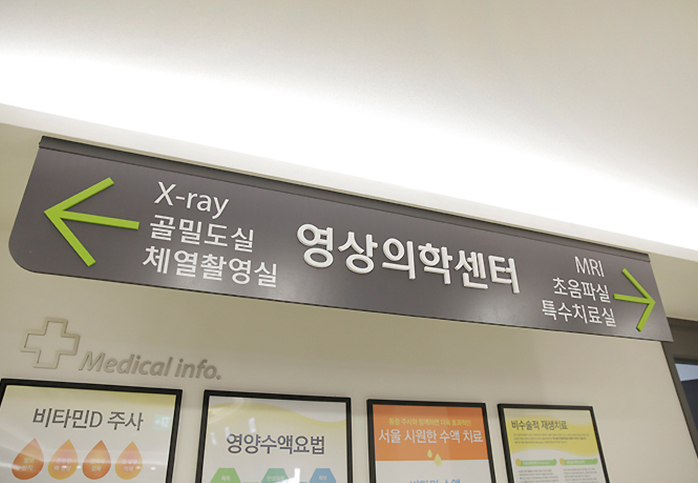 X-ray
골밀도실
체열촬영실
영상의학센터
MRI
초음파실
특수치료실
Medical info.
비타민D 주사
영양수액요법
서울 시원한 수액 치료
비수술적 재생치료